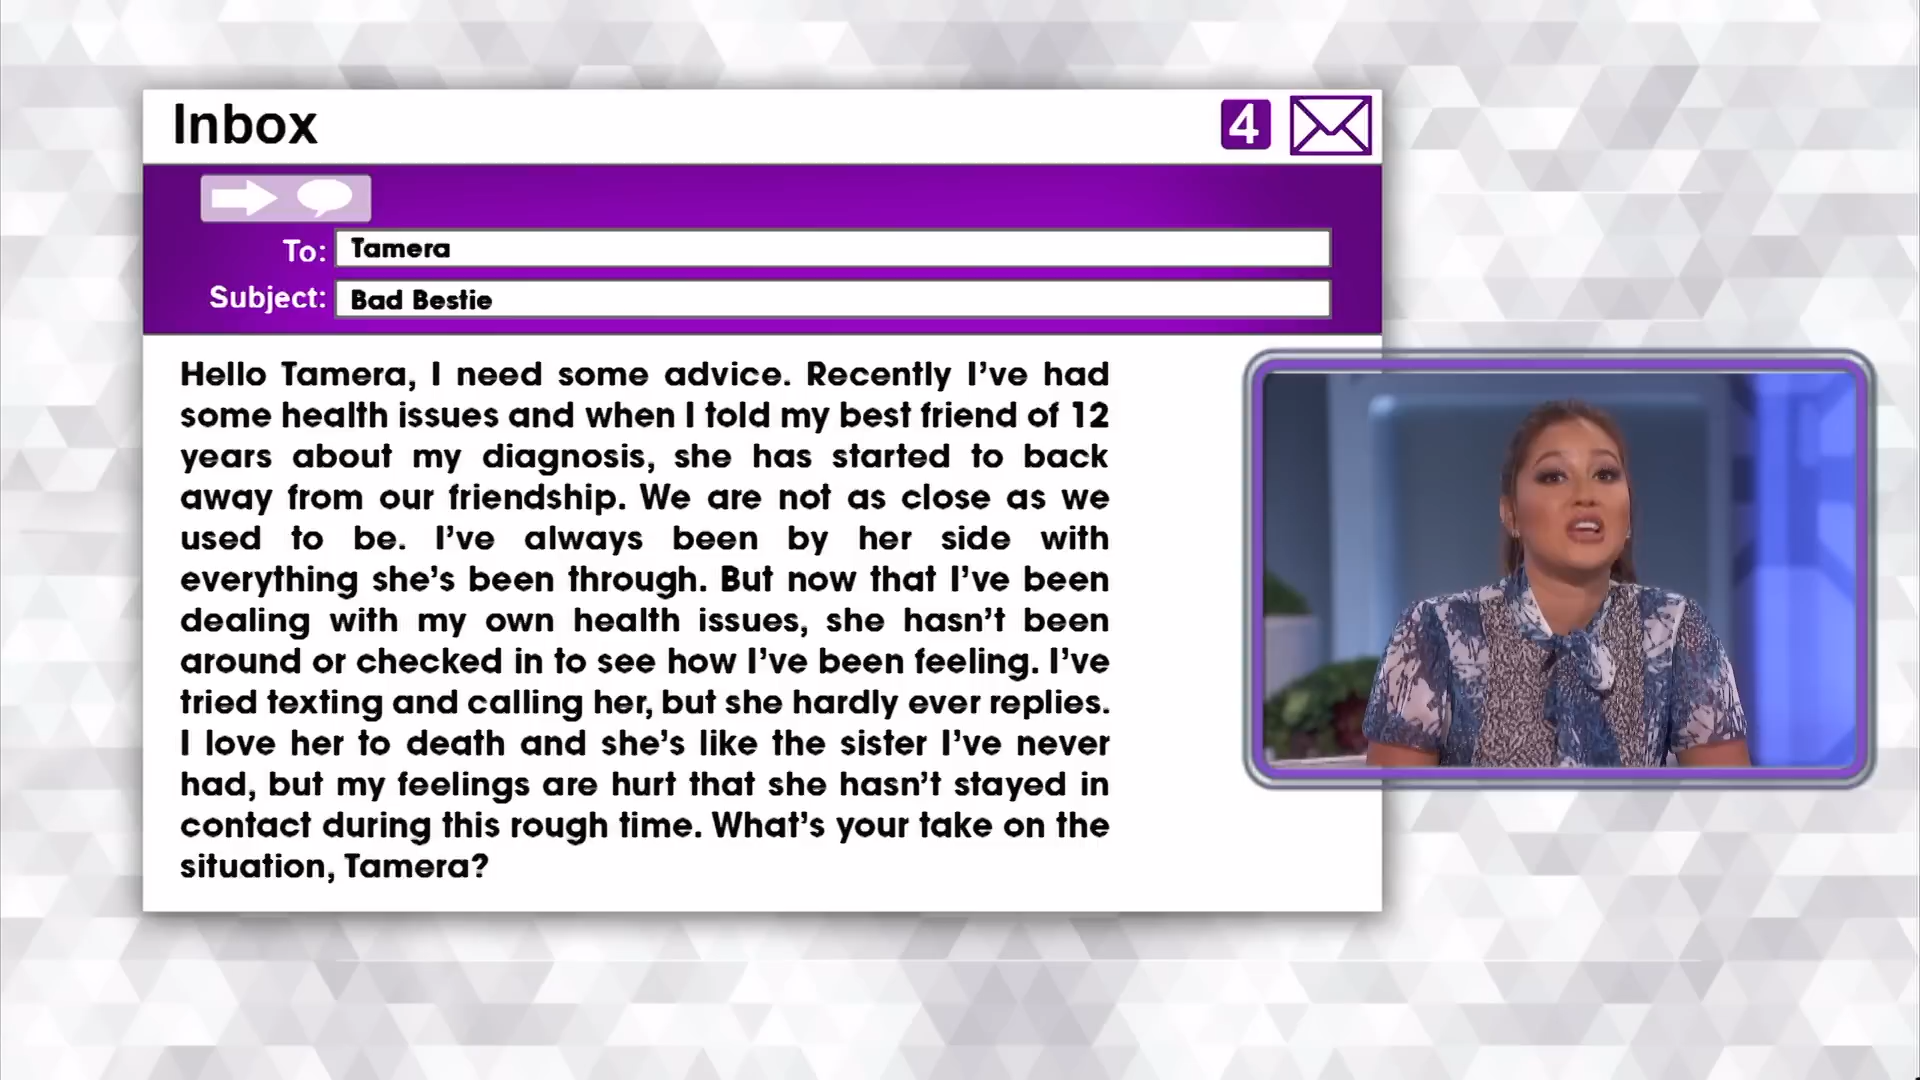 Inbox
4
To: Tamera
Subject: Bad Bestie
Hello Tamera, I need some advice. Recently I've had
some health issues and when I told my best friend of 12
years about my diagnosis, she has started to back
away from our friendship. We are not as close as we
used to be. I've always been by her side with
everything she's been through. But now that I've been
dealing with my own health issues, she hasn't been
around or checked in to see how I've been feeling. I've
tried texting and calling her, but she hardly ever replies.
I love her to death and she's like the sister I've never
had, but my feelings are hurt that she hasn't stayed in
contact during this rough time. What's your take on the
situation, Tamera?